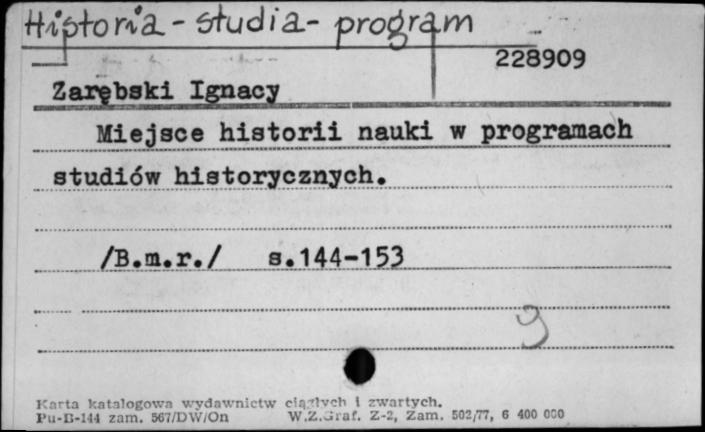 Historia - studia - program
228909
Zarębski Ignacy
Miejsce historii nauki w programach
studiów historycznych.
/B.m.r./ s.144-153
9
Karta katalogowa wydawnictw ciągłych i zwartych.
Pu-B-144 zam. 567/DW/On W.Z.Graf. Z-2, Zam. 502/77, 6 400 000